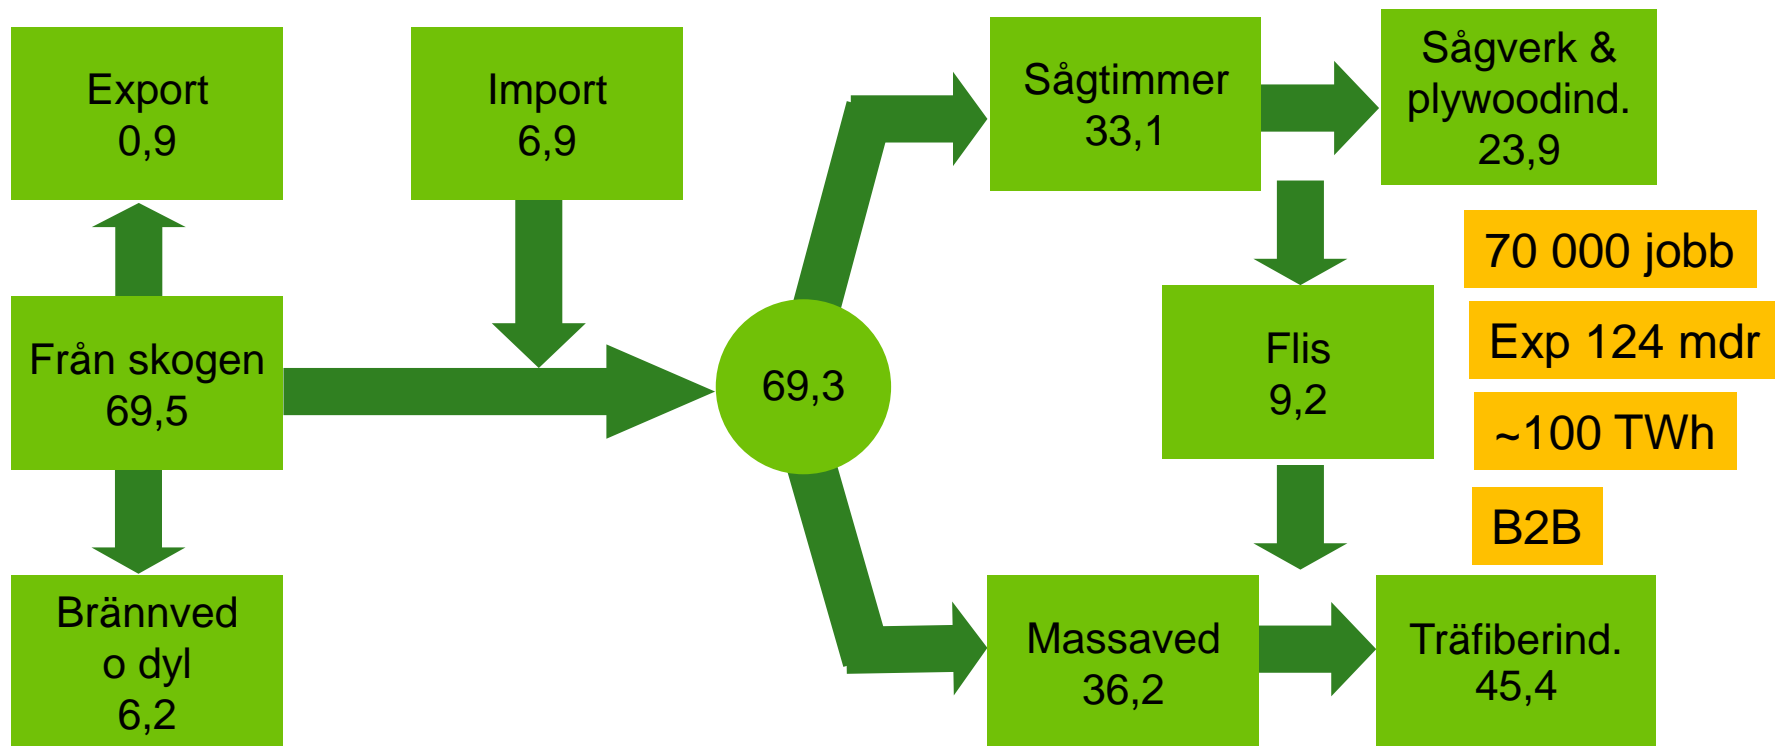 Export
0,9
Import
6,9
Sågtimmer
33,1
Sågverk &
plywoodind.
23,9
70 000 jobb
Från skogen
69,5
69,3
Flis
9,2
Exp 124 mdr
~100 TWh
B2B
Brännved
o dyl
6,2
Massaved
36,2
Träfiberind.
45,4